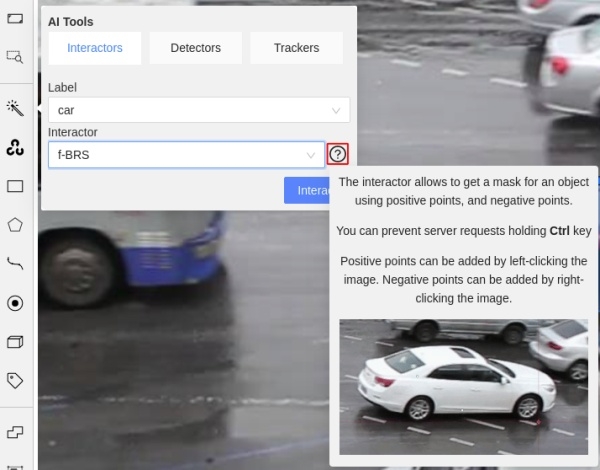 AI Tools
Interactors Detectors Trackers
Label
car
Interactor
f-BRS
Interac
The interactor allows to get a mask for an object
using positive points, and negative points.
You can prevent server requests holding Ctrl key
Positive points can be added by left-clicking the
image. Negative points can be added by right-
clicking the image.